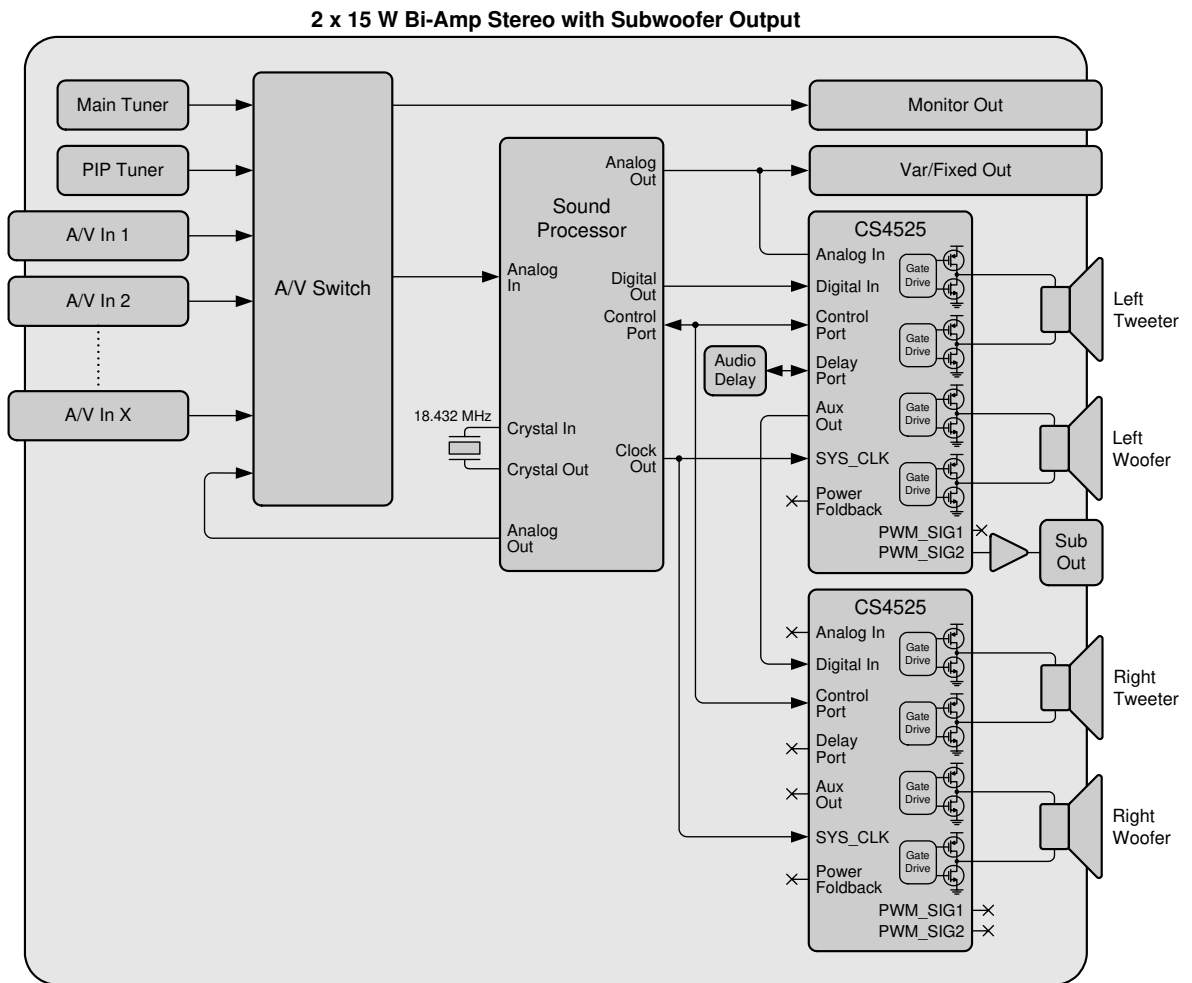 2 x 15 W Bi-Amp Stereo with Subwoofer Output
Main Tuner
PIP Tuner
A/V In 1
A/V In 2
A/V In X
A/V Switch
Sound
Processor
Analog
Out
Analog
In
Digital
Out
Control
Port
18.432 MHz
Crystal In
Crystal Out
Clock
Out
Analog
Out
Monitor Out
Var/Fixed Out
Audio
Delay
CS4525
Analog In
Digital In
Control
Port
Delay
Port
Aux
Out
SYS_CLK
Power
Foldback
PWM_SIG1
PWM_SIG2
Gate
Drive
Gate
Drive
Gate
Drive
Gate
Drive
Left
Tweeter
Left
Woofer
Sub
Out
CS4525
Analog In
Digital In
Control
Port
Delay
Port
Aux
Out
SYS_CLK
Power
Foldback
PWM_SIG1
PWM_SIG2
Gate
Drive
Gate
Drive
Gate
Drive
Gate
Drive
Right
Tweeter
Right
Woofer